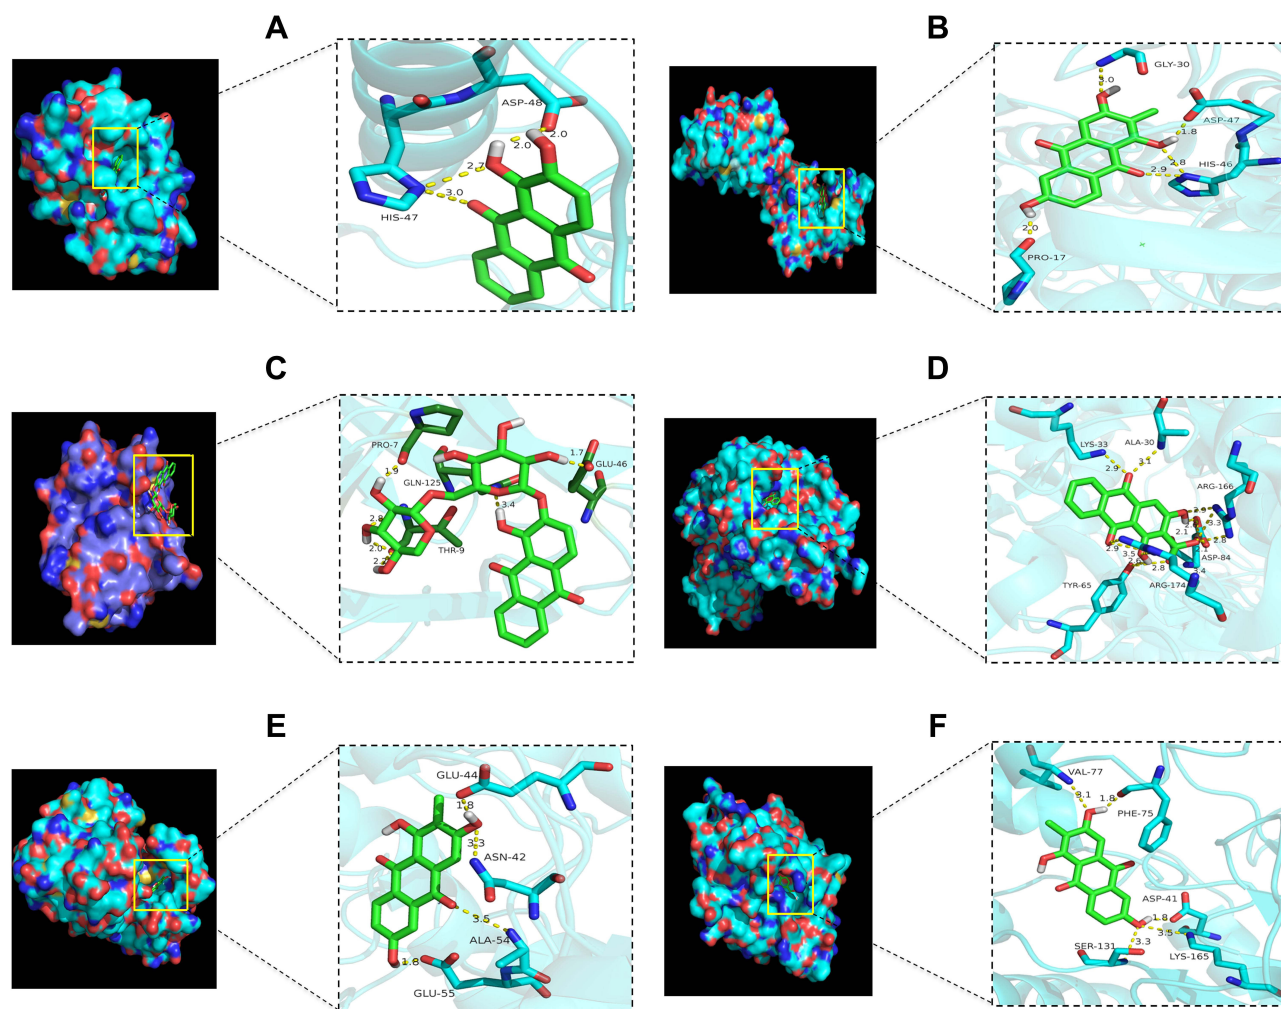 A
ASP-48
2.0
2.0
2.7
3.0
HIS-47
B
GLY-30
3.0
ASP-47
1.8
2.8
HIS-46
2.9
2.0
PRO-17
C
PRO-7
1.7
GLU-46
1.9
GLN-125
3.4
2.8
THR-9
2.0
2.2
D
LYS-33
ALA-30
2.9
3.1
ARG-166
2.9
3.3
2.1
2.8
2.9
2.1
3.5
ASP-84
2.8
3.4
TYR-65
ARG-174
E
GLU-44
1.8
3.3
ASN-42
3.5
ALA-54
1.8
GLU-55
F
VAL-77
3.1
1.8
PHE-75
ASP-41
1.8
3.5
SER-131
3.3
LYS-165